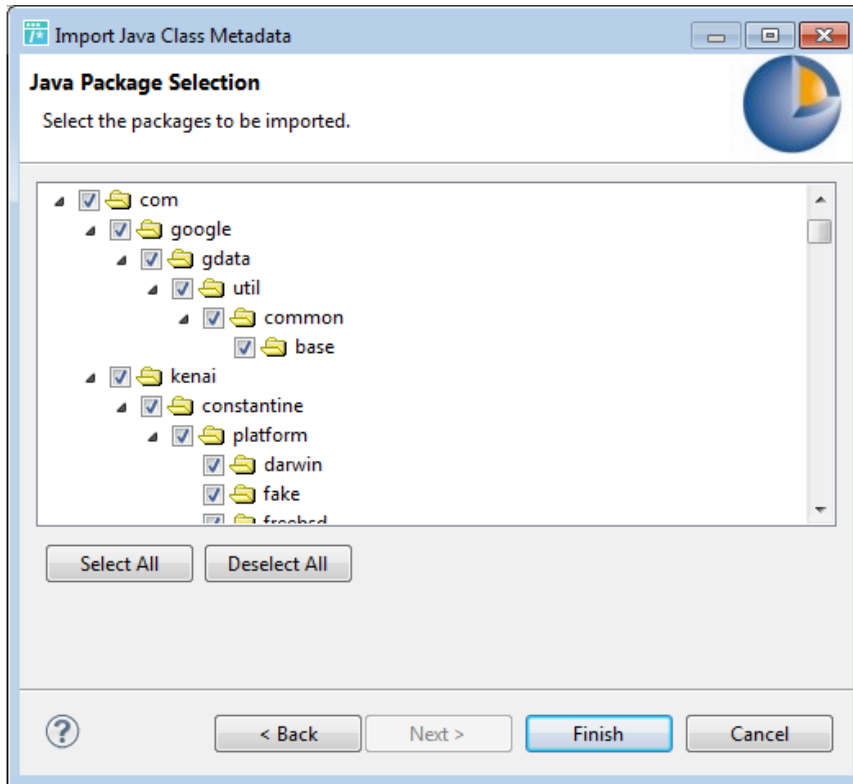 Import Java Class Metadata
Java Package Selection
Select the packages to be imported.
com
google
gdata
util
common
base
kenai
constantine
platform
darwin
fake
freebsd
Select All Deselect All
? < Back Next > Finish Cancel